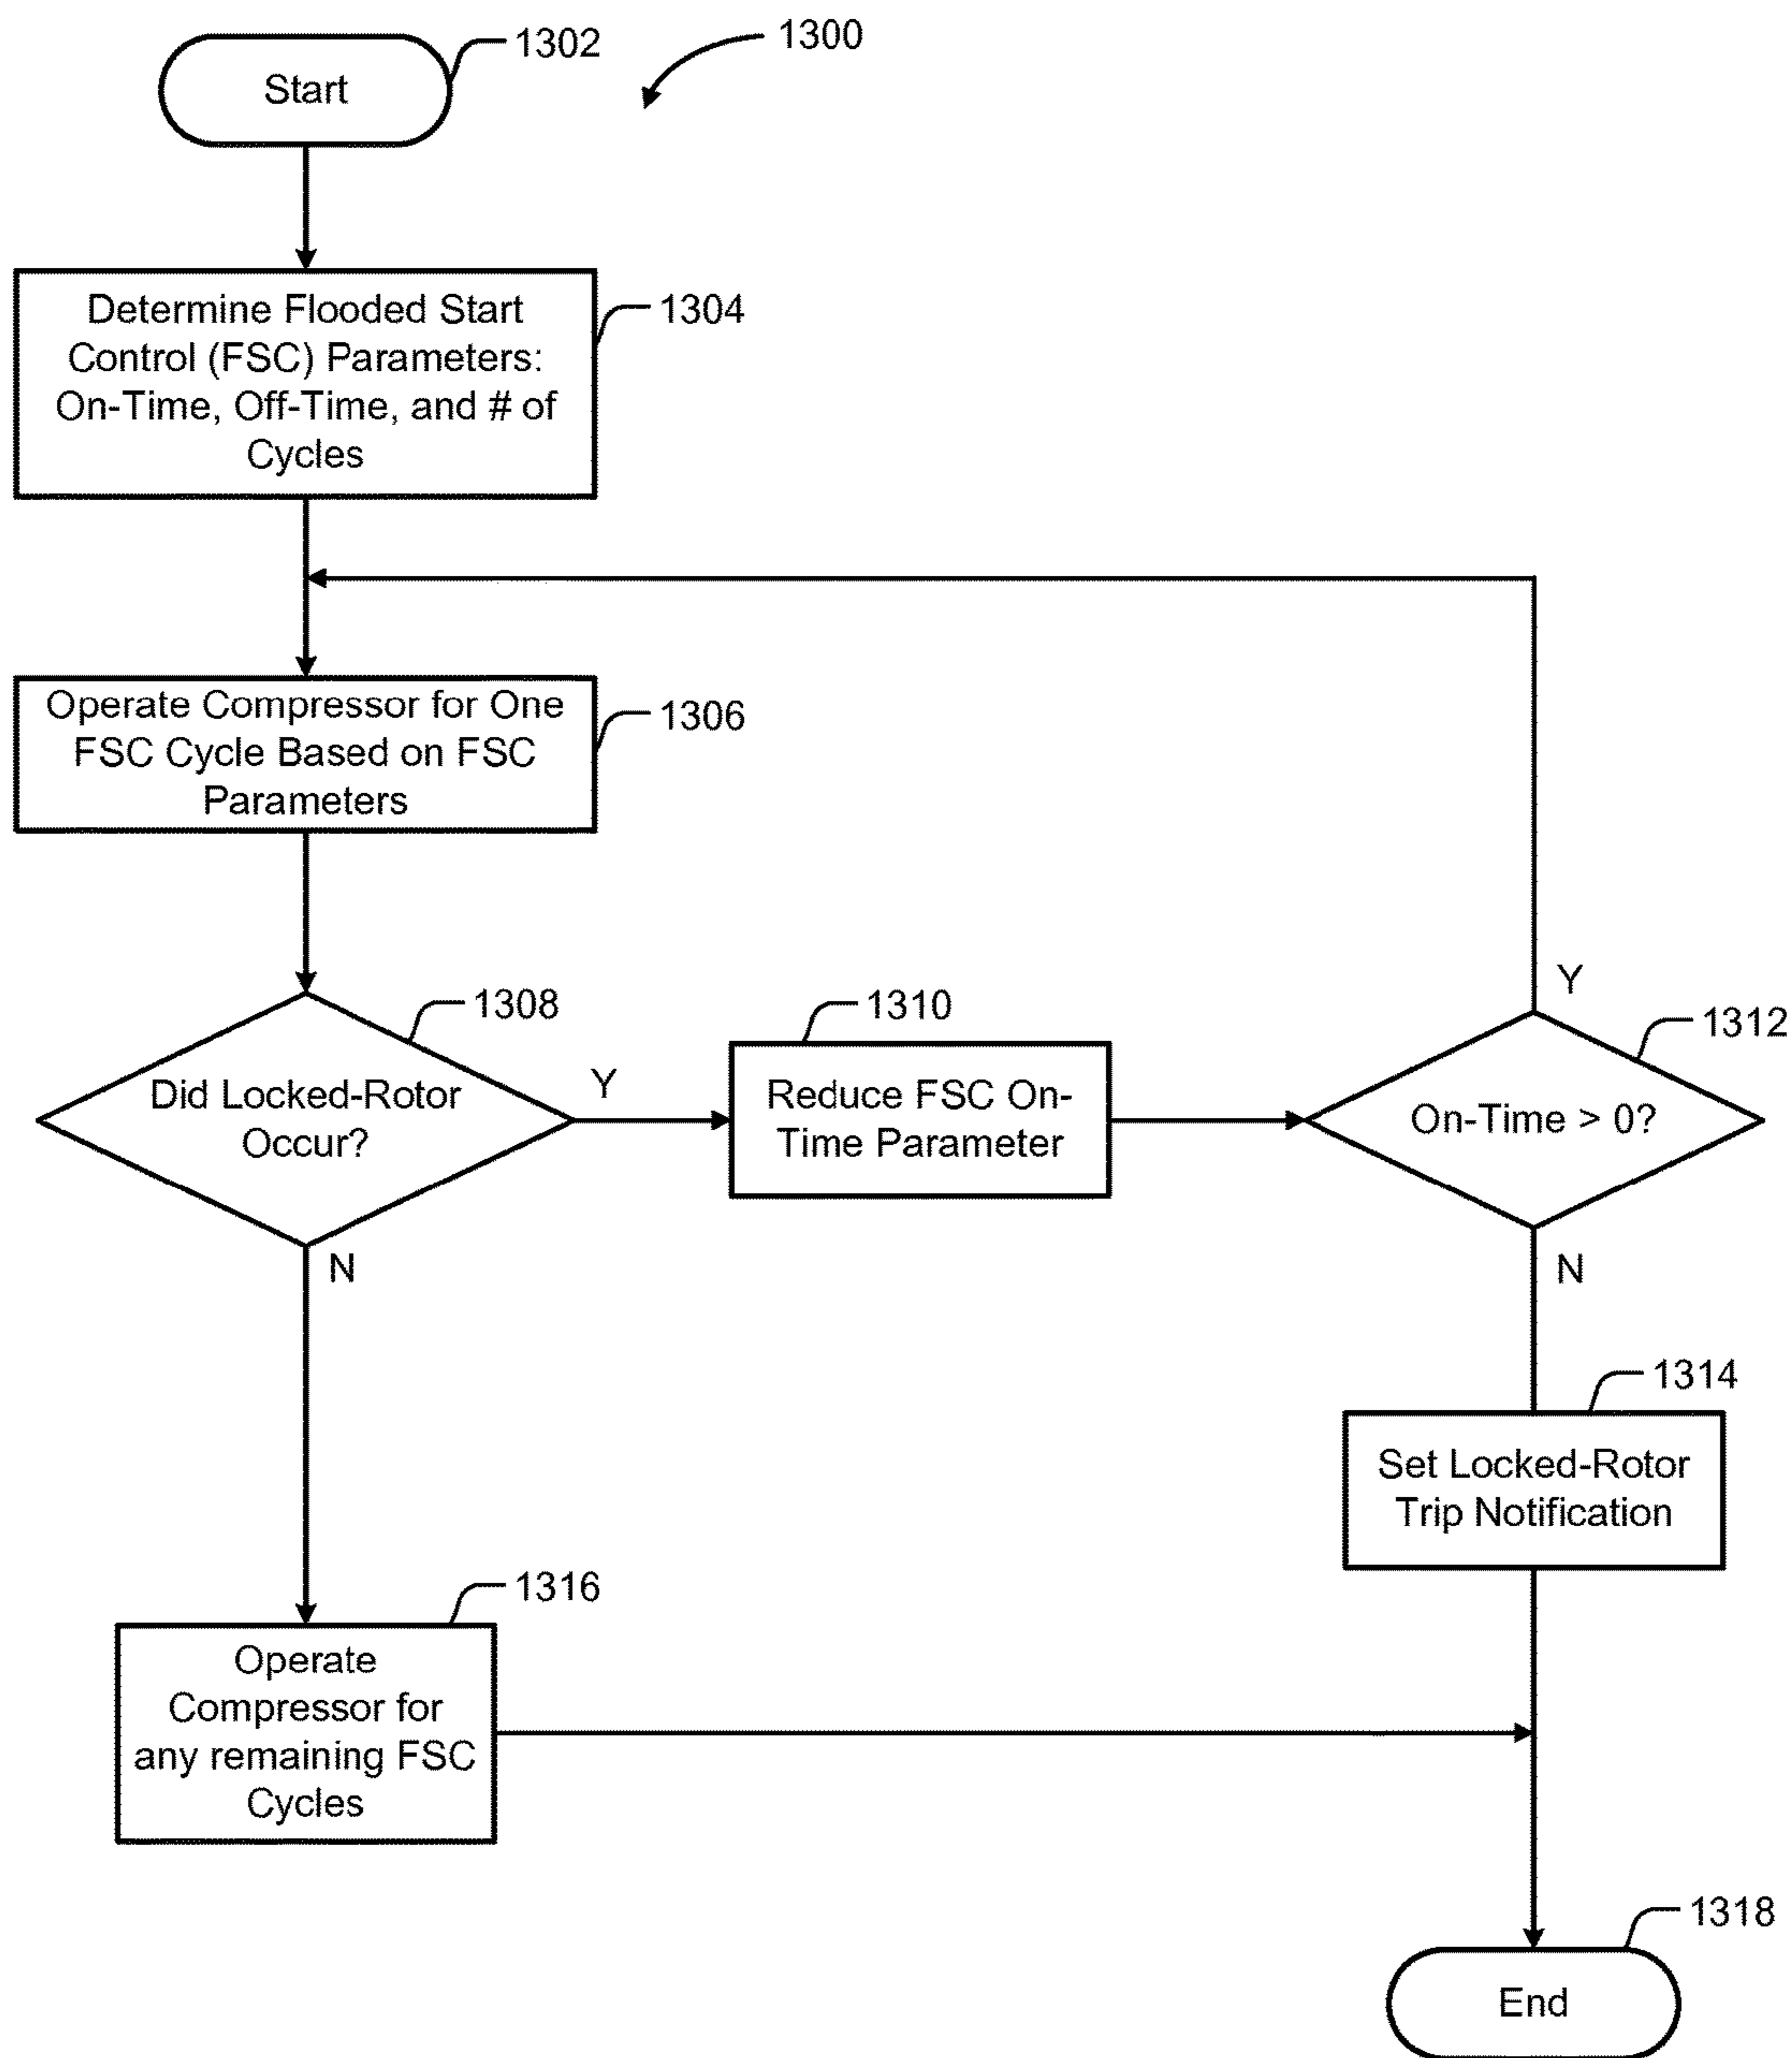 1302
1300
Start
1304
Determine Flooded Start
Control (FSC) Parameters:
On-Time, Off-Time, and # of
Cycles
1306
Operate Compressor for One
FSC Cycle Based on FSC
Parameters
1308
Did Locked-Rotor
Occur?
Y
1310
Reduce FSC On-
Time Parameter
Y
1312
On-Time > 0?
N
N
1314
Set Locked-Rotor
Trip Notification
1316
Operate
Compressor for
any remaining FSC
Cycles
1318
End